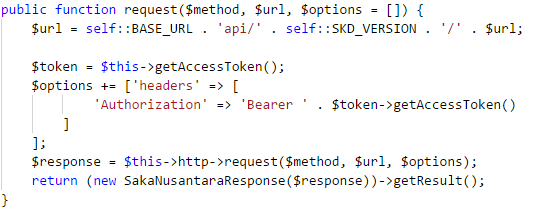 public function request($method, $url, $options = []) {
    $url = self::BASE_URL . 'api/' . self::SKD_VERSION . '/' . $url;

    $token = $this->getAccessToken();
    $options += ['headers' => [
            'Authorization' => 'Bearer ' . $token->getAccessToken()
        ]
    ];
    $response = $this->http->request($method, $url, $options);
    return (new SakaNusantaraResponse($response))->getResult();
}